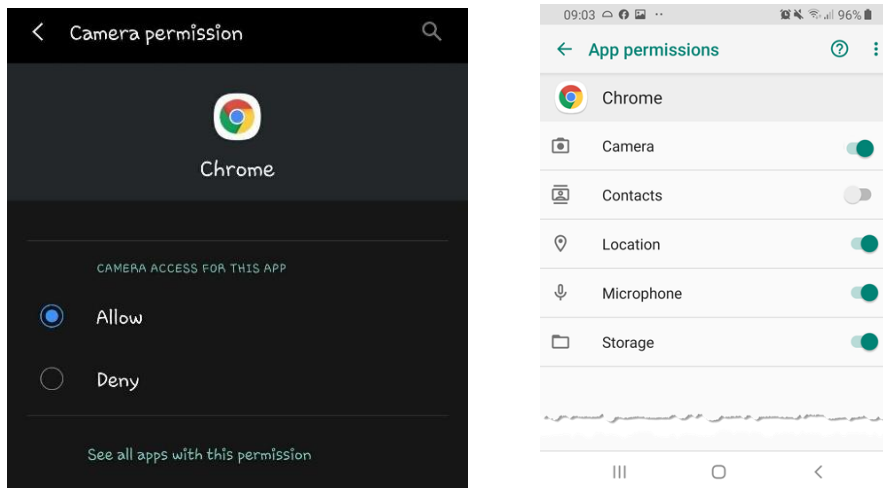 Camera permission
Chrome
CAMERA ACCESS FOR THIS APP
Allow
Deny
See all apps with this permission
09:03
96%
App permissions
Chrome
Camera
Contacts
Location
Microphone
Storage